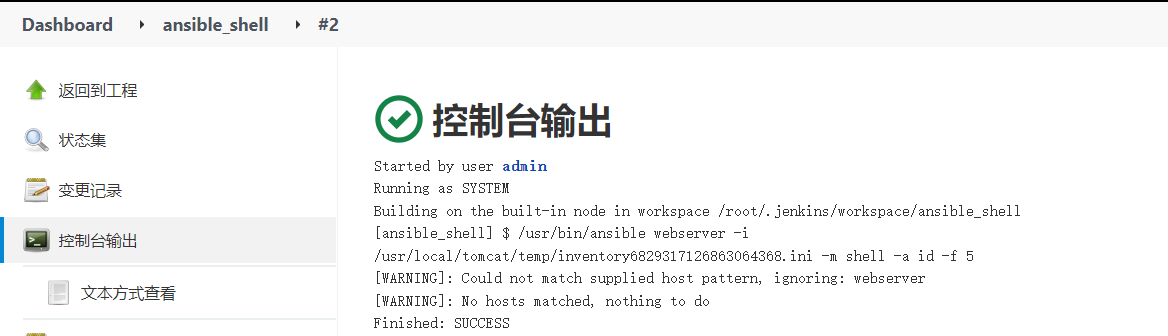 Dashboard ansible_shell #2
返回到工程
状态集
变更记录
控制台输出
文本方式查看
控制台输出
Started by user admin
Running as SYSTEM
Building on the built-in node in workspace /root/.jenkins/workspace/ansible_shell
[ansible_shell] $ /usr/bin/ansible webserver -i
/usr/local/tomcat/temp/inventory6829317126863064368.ini -m shell -a id -f 5
[WARNING]: Could not match supplied host pattern, ignoring: webserver
[WARNING]: No hosts matched, nothing to do
Finished: SUCCESS